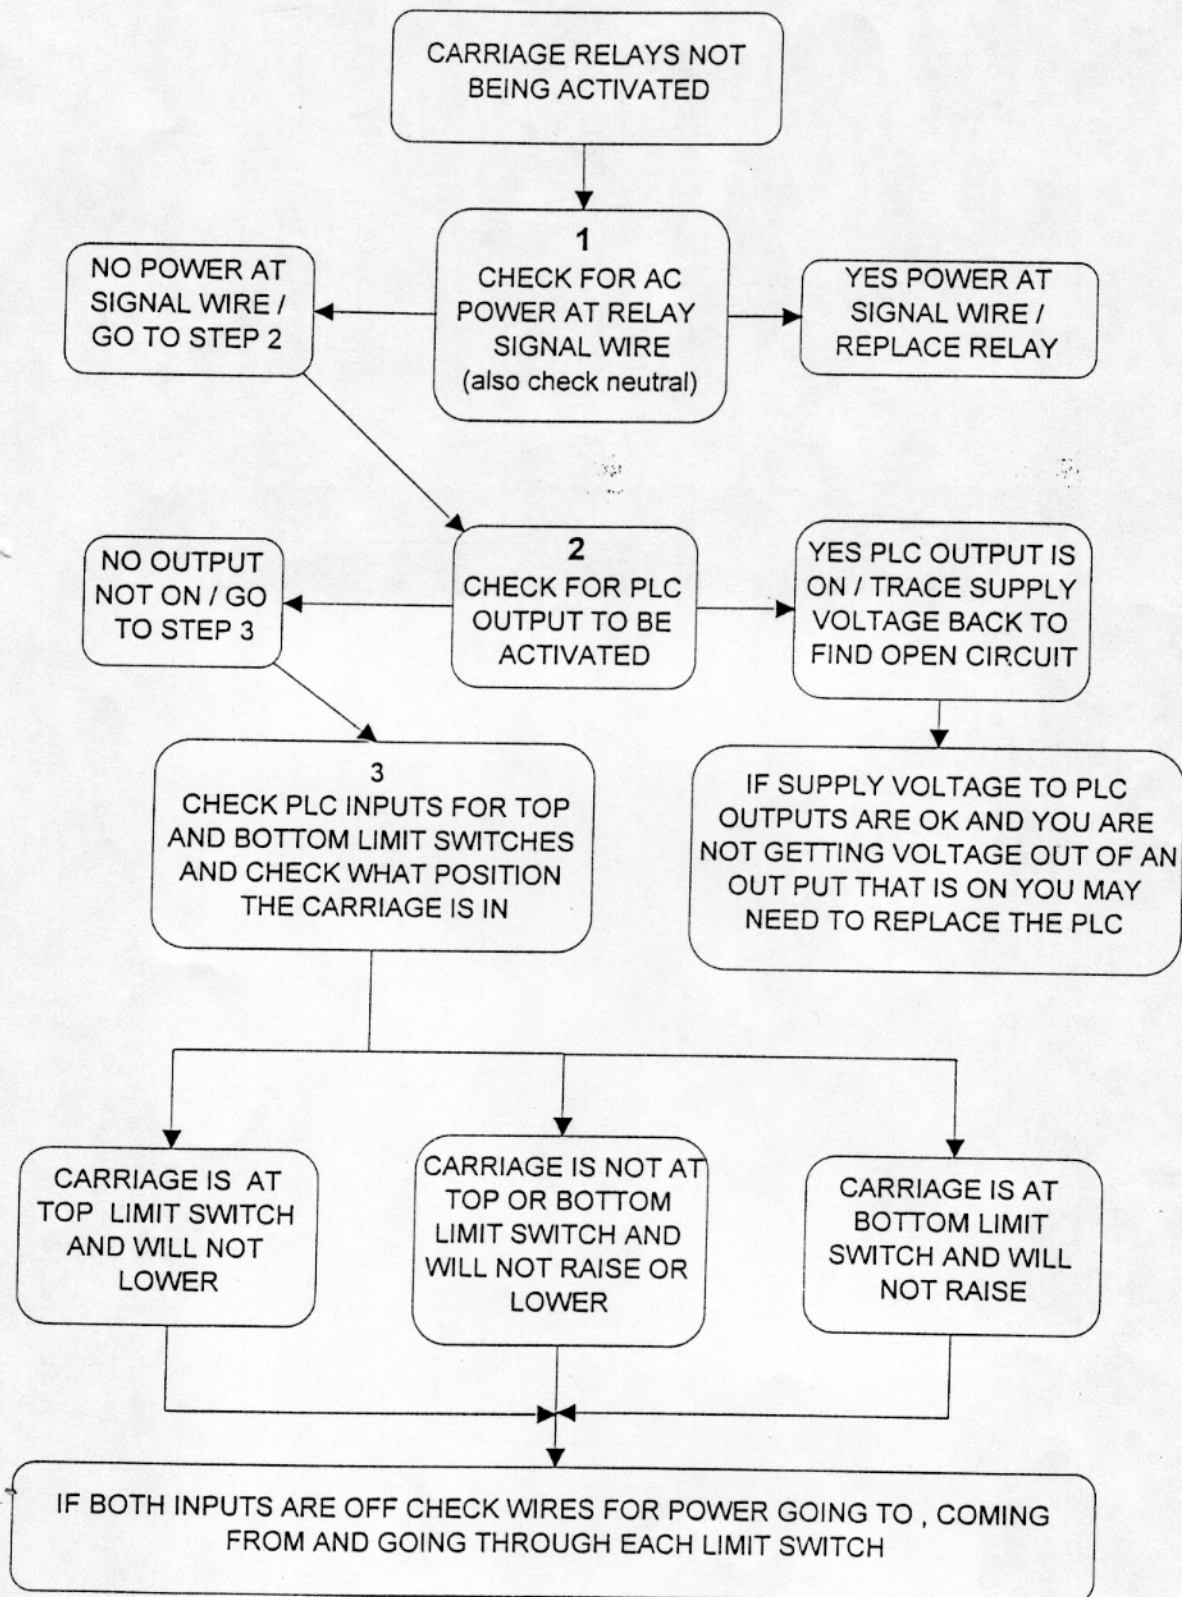 CARRIAGE RELAYS NOT
BEING ACTIVATED
1
CHECK FOR AC
POWER AT RELAY
SIGNAL WIRE
(also check neutral)
NO POWER AT
SIGNAL WIRE /
GO TO STEP 2
YES POWER AT
SIGNAL WIRE /
REPLACE RELAY
2
CHECK FOR PLC
OUTPUT TO BE
ACTIVATED
NO OUTPUT
NOT ON / GO
TO STEP 3
YES PLC OUTPUT IS
ON / TRACE SUPPLY
VOLTAGE BACK TO
FIND OPEN CIRCUIT
3
CHECK PLC INPUTS FOR TOP
AND BOTTOM LIMIT SWITCHES
AND CHECK WHAT POSITION
THE CARRIAGE IS IN
IF SUPPLY VOLTAGE TO PLC
OUTPUTS ARE OK AND YOU ARE
NOT GETTING VOLTAGE OUT OF AN
OUT PUT THAT IS ON YOU MAY
NEED TO REPLACE THE PLC
CARRIAGE IS AT
TOP LIMIT SWITCH
AND WILL NOT
LOWER
CARRIAGE IS NOT AT
TOP OR BOTTOM
LIMIT SWITCH AND
WILL NOT RAISE OR
LOWER
CARRIAGE IS AT
BOTTOM LIMIT
SWITCH AND WILL
NOT RAISE
IF BOTH INPUTS ARE OFF CHECK WIRES FOR POWER GOING TO , COMING
FROM AND GOING THROUGH EACH LIMIT SWITCH